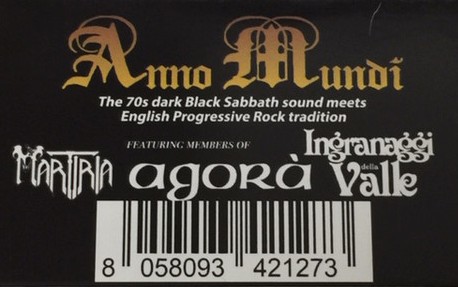 Anno Mundi
The 70s dark Black Sabbath sound meets
English Progressive Rock tradition
FEATURING MEMBERS OF
MARTIRIA
agorà
Ingranaggi
della
Valle
8 058093 421273